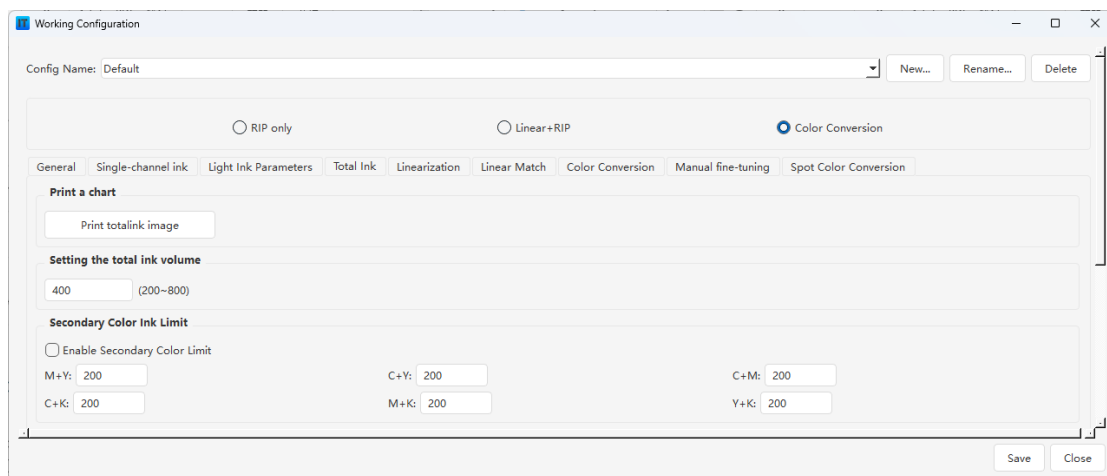 IT Working Configuration
Config Name: Default New... Rename... Delete
RIP only Linear+RIP Color Conversion
General Single-channel ink Light Ink Parameters Total Ink Linearization Linear Match Color Conversion Manual fine-tuning Spot Color Conversion
Print a chart
Print totalink image
Setting the total ink volume
400 (200~800)
Secondary Color Ink Limit
Enable Secondary Color Limit
M+Y: 200 C+Y: 200 C+M: 200
C+K: 200 M+K: 200 Y+K: 200
Save Close